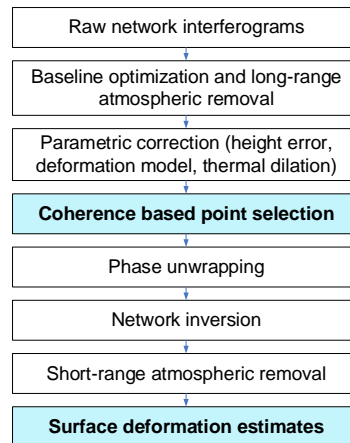 Raw network interferograms
Baseline optimization and long-range
atmospheric removal
Parametric correction (height error,
deformation model, thermal dilation)
Coherence based point selection
Phase unwrapping
Network inversion
Short-range atmospheric removal
Surface deformation estimates